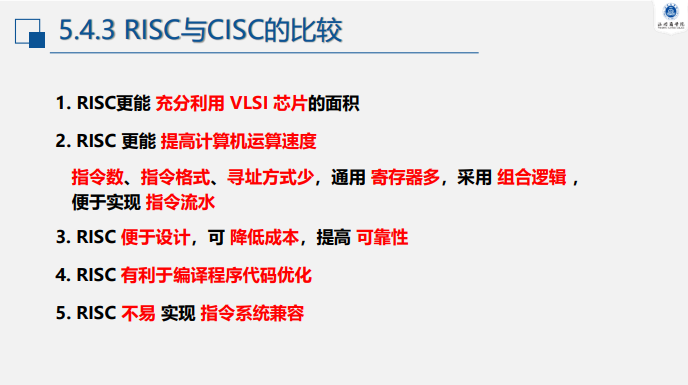 5.4.3 RISC与CISC的比较
1. RISC更能 充分利用 VLSI 芯片的面积
2. RISC 更能 提高计算机运算速度
指令数、指令格式、寻址方式少，通用 寄存器多，采用 组合逻辑 ，
便于实现 指令流水
3. RISC 便于设计，可 降低成本，提高 可靠性
4. RISC 有利于编译程序代码优化
5. RISC 不易 实现 指令系统兼容